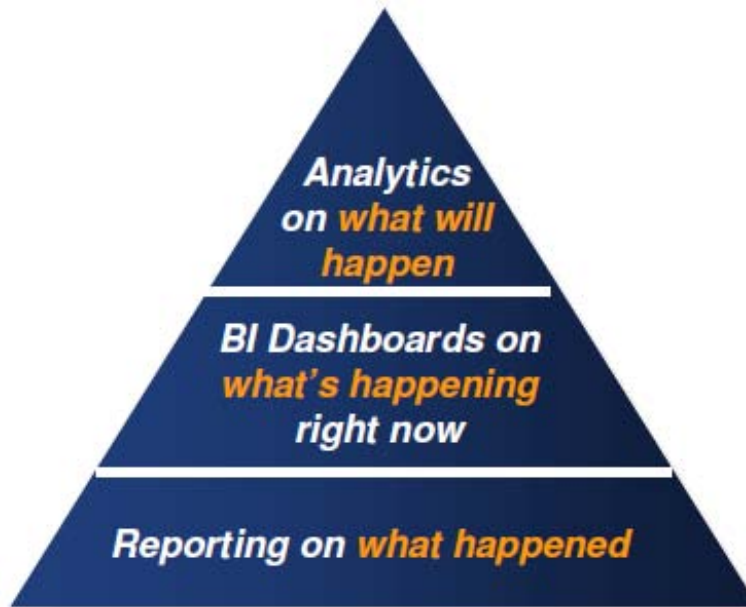 Analytics
on what will
happen
BI Dashboards on
what's happening
right now
Reporting on what happened